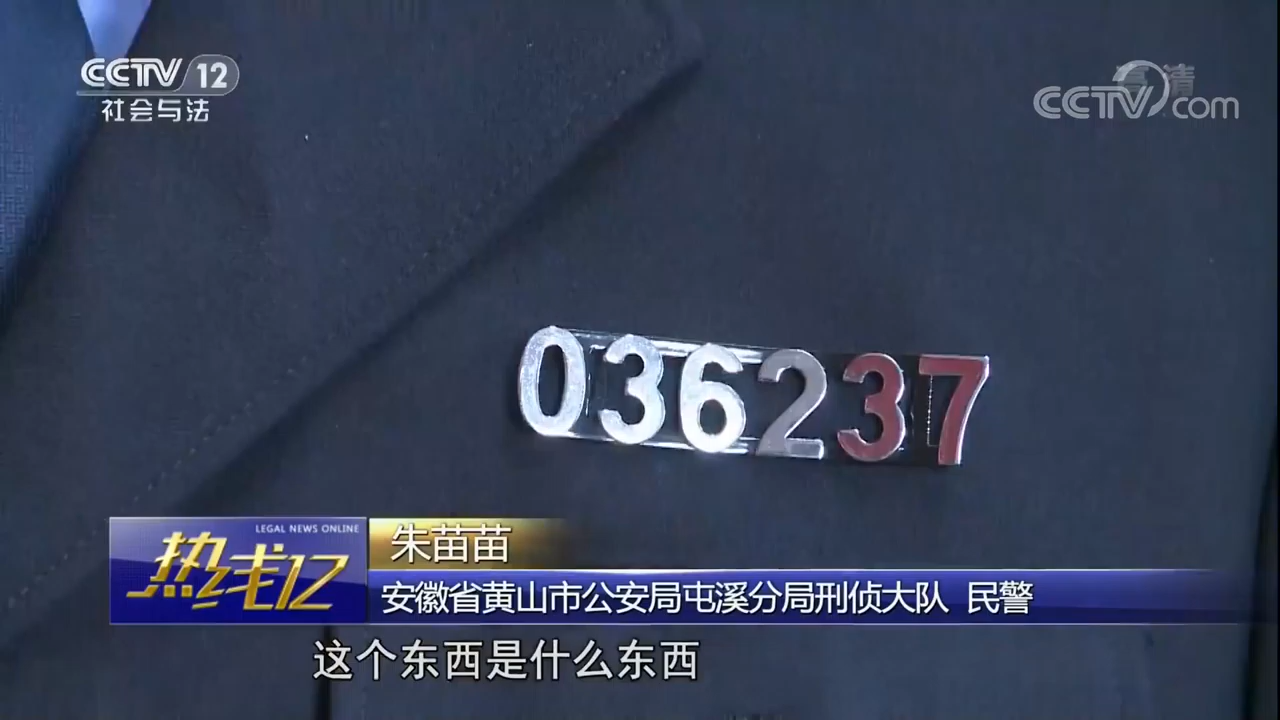 CCTV 12
社会与法
高清
CCTV.com
036237
LEGAL NEWS ONLINE
热线12
朱苗苗
安徽省黄山市公安局屯溪分局刑侦大队 民警
这个东西是什么东西